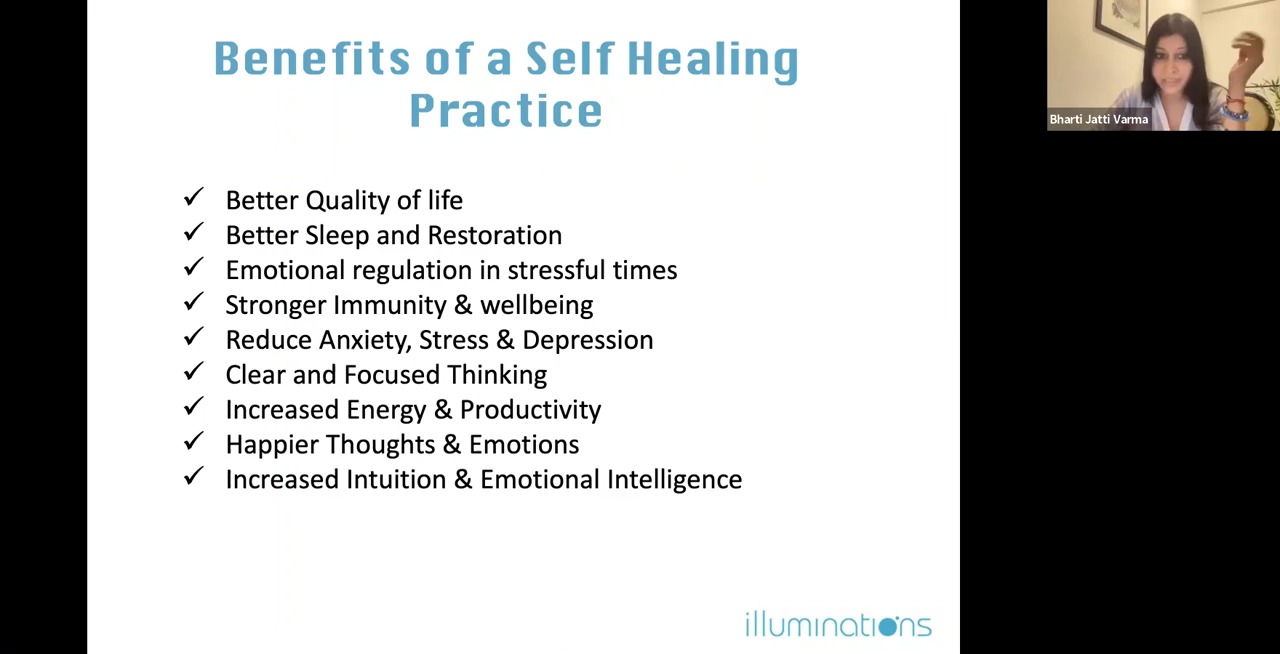 Benefits of a Self Healing
Practice
Better Quality of life
Better Sleep and Restoration
Emotional regulation in stressful times
Stronger Immunity & wellbeing
Reduce Anxiety, Stress & Depression
Clear and Focused Thinking
Increased Energy & Productivity
Happier Thoughts & Emotions
Increased Intuition & Emotional Intelligence
illuminations
Bharti Jatti Varma